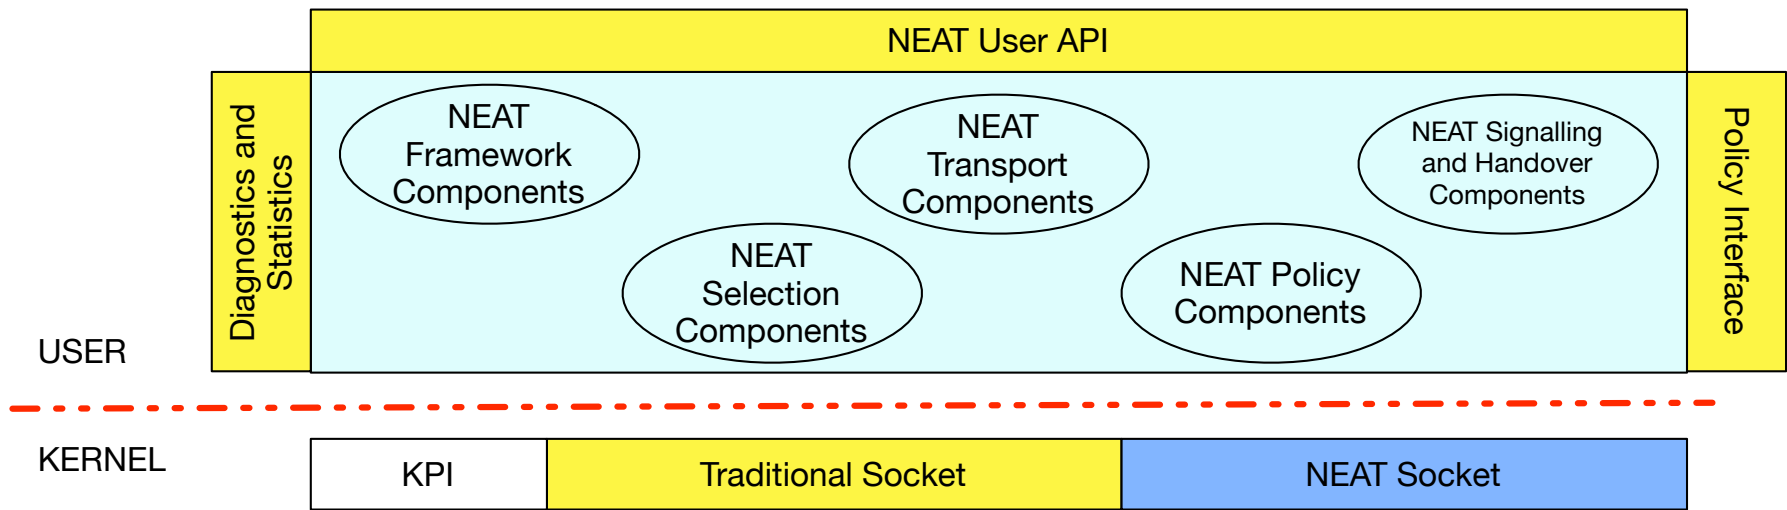 NEAT User API
Diagnostics and
Statistics
NEAT
Framework
Components
NEAT
Transport
Components
NEAT Signalling
and Handover
Components
NEAT
Selection
Components
NEAT Policy
Components
Policy Interface
USER
KERNEL
KPI
Traditional Socket
NEAT Socket